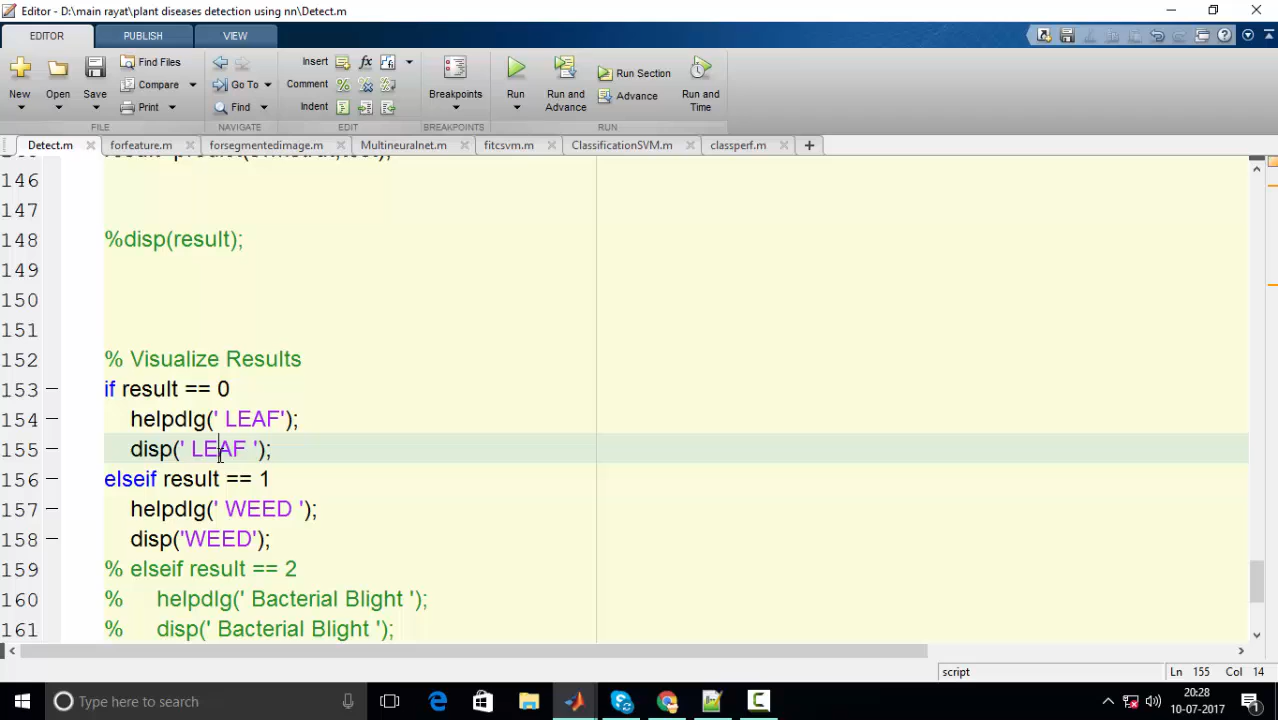 Editor - D:\main rayat\plant diseases detection using nn\Detect.m
EDITOR PUBLISH VIEW
New Open Save Find Files Compare Print
Insert Comment Indent
Go To Find
Breakpoints
Run Run and Advance Run Section Advance Run and Time
FILE NAVIGATE EDIT BREAKPOINTS RUN
Detect.m forfeature.m forsegmentedimage.m Multineuralnet.m fitcsvm.m ClassificationSVM.m classperf.m
146
147
148 %disp(result);
149
150
151
152 % Visualize Results
153 if result == 0
154 helpdlg(' LEAF');
155 disp(' LEAF ');
156 elseif result == 1
157 helpdlg(' WEED ');
158 disp('WEED');
159 % elseif result == 2
160 % helpdlg(' Bacterial Blight ');
161 % disp(' Bacterial Blight ');
script Ln 155 Col 14
Type here to search
20:28
10-07-2017